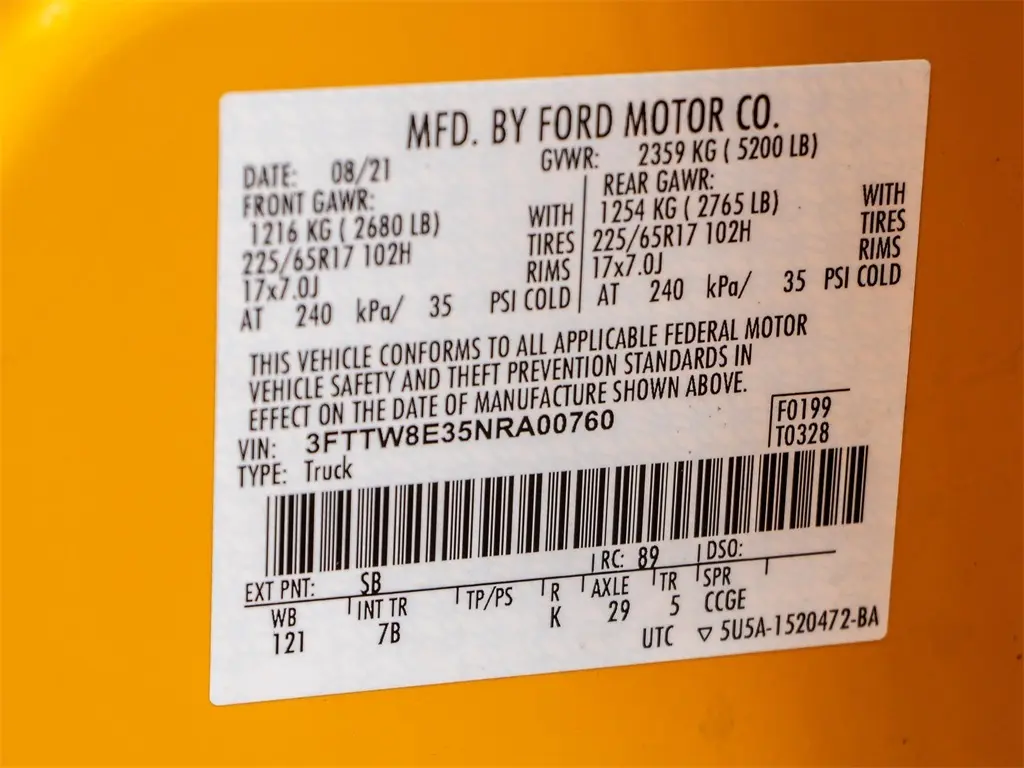 MFD. BY FORD MOTOR CO.
DATE: 08/21 GVWR: 2359 KG ( 5200 LB)
FRONT GAWR: REAR GAWR:
1216 KG ( 2680 LB) WITH 1254 KG ( 2765 LB) WITH
225/65R17 102H TIRES 225/65R17 102H TIRES
17x7.0J RIMS 17x7.0J RIMS
AT 240 kPa/ 35 PSI COLD AT 240 kPa/ 35 PSI COLD
THIS VEHICLE CONFORMS TO ALL APPLICABLE FEDERAL MOTOR
VEHICLE SAFETY AND THEFT PREVENTION STANDARDS IN
EFFECT ON THE DATE OF MANUFACTURE SHOWN ABOVE.
VIN: 3FTTW8E35NRA00760 F0199
TYPE: Truck T0328
EXT PNT: SB RC: 89 DSO:
WB INT TR TP/PS R AXLE TR SPR
121 7B K 29 5 CCGE
UTC ▽ 5U5A-1520472-BA